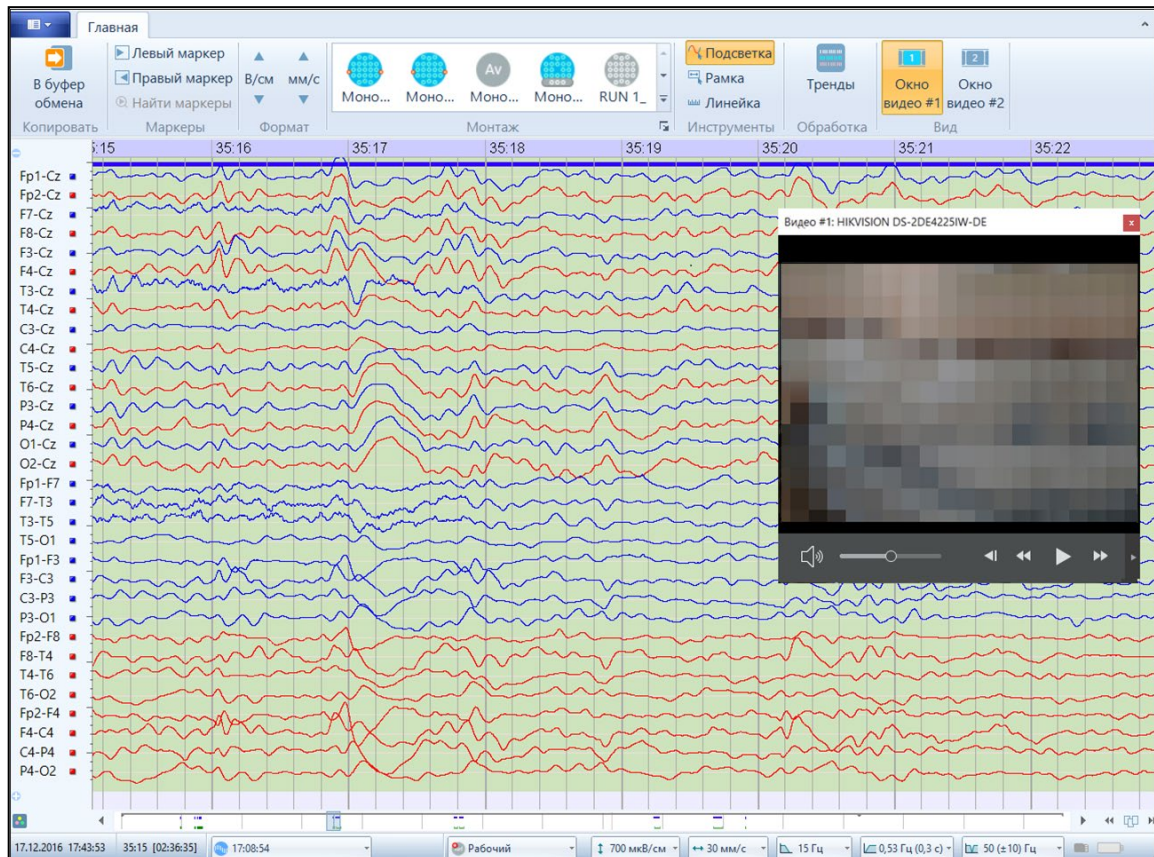 Главная
В буфер обмена
Копировать
Левый маркер
Правый маркер
Найти маркеры
Маркеры
В/см мм/с
Формат
Моно... Моно... Моно... Моно... RUN 1_
Av
Монтаж
Подсветка
Рамка
Линейка
Инструменты
Тренды
Обработка
Окно видео #1
Окно видео #2
Вид
5:15 35:16 35:17 35:18 35:19 35:20 35:21 35:22
Fp1-Cz
Fp2-Cz
F7-Cz
F8-Cz
F3-Cz
F4-Cz
T3-Cz
T4-Cz
C3-Cz
C4-Cz
T5-Cz
T6-Cz
P3-Cz
P4-Cz
O1-Cz
O2-Cz
Fp1-F7
F7-T3
T3-T5
T5-O1
Fp1-F3
F3-C3
C3-P3
P3-O1
Fp2-F8
F8-T4
T4-T6
T6-O2
Fp2-F4
F4-C4
C4-P4
P4-O2
Видео #1: HIKVISION DS-2DE4225IW-DE
17.12.2016 17:43:53 35:15 [02:36:35] 17:08:54 Рабочий 700 мкВ/см 30 мм/с 15 Гц 0,53 Гц (0,3 с) 50 (±10) Гц